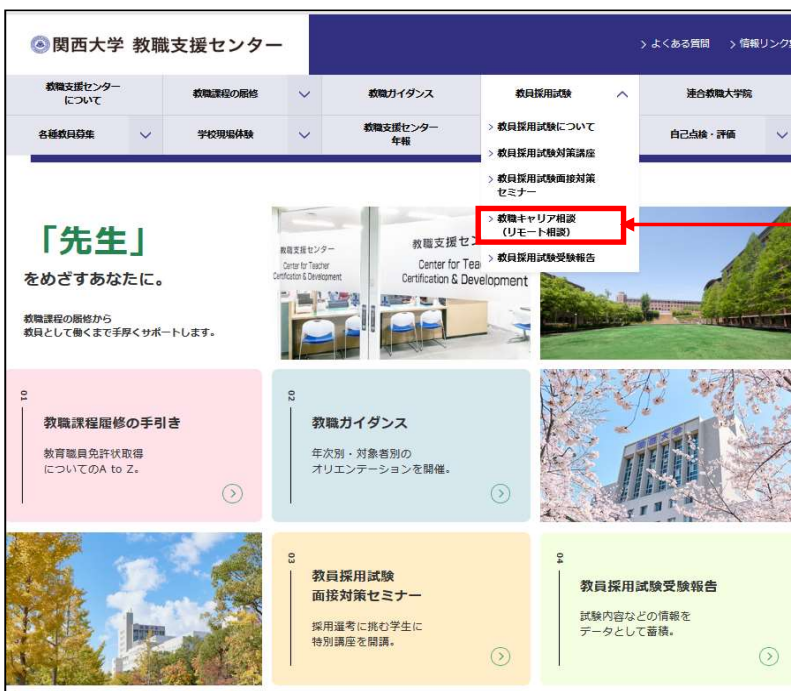 関西大学 教職支援センター
> よくある質問 > 情報リンク集
教職支援センター
について
教職課程の履修
教職ガイダンス
教員採用試験
連合教職大学院
各種教員募集
学校現場体験
教職支援センター
年報
自己点検・評価
> 教員採用試験について
> 教員採用試験対策講座
> 教員採用試験面接対策
セミナー
> 教職キャリア相談
(リモート相談)
> 教員採用試験受験報告
「先生」
をめざすあなたに。
教職課程の履修から
教員として働くまで手厚くサポートします。
教職支援センター
Center for Teacher
Certification & Development
教職支援セン
Center for Tea
Certification & Development
01
教職課程履修の手引き
教育職員免許状取得
についてのA to Z。
02
教職ガイダンス
年次別・対象者別の
オリエンテーションを開催。
03
教員採用試験
面接対策セミナー
採用選考に挑む学生に
特別講座を開講。
04
教員採用試験受験報告
試験内容などの情報を
データとして蓄積。